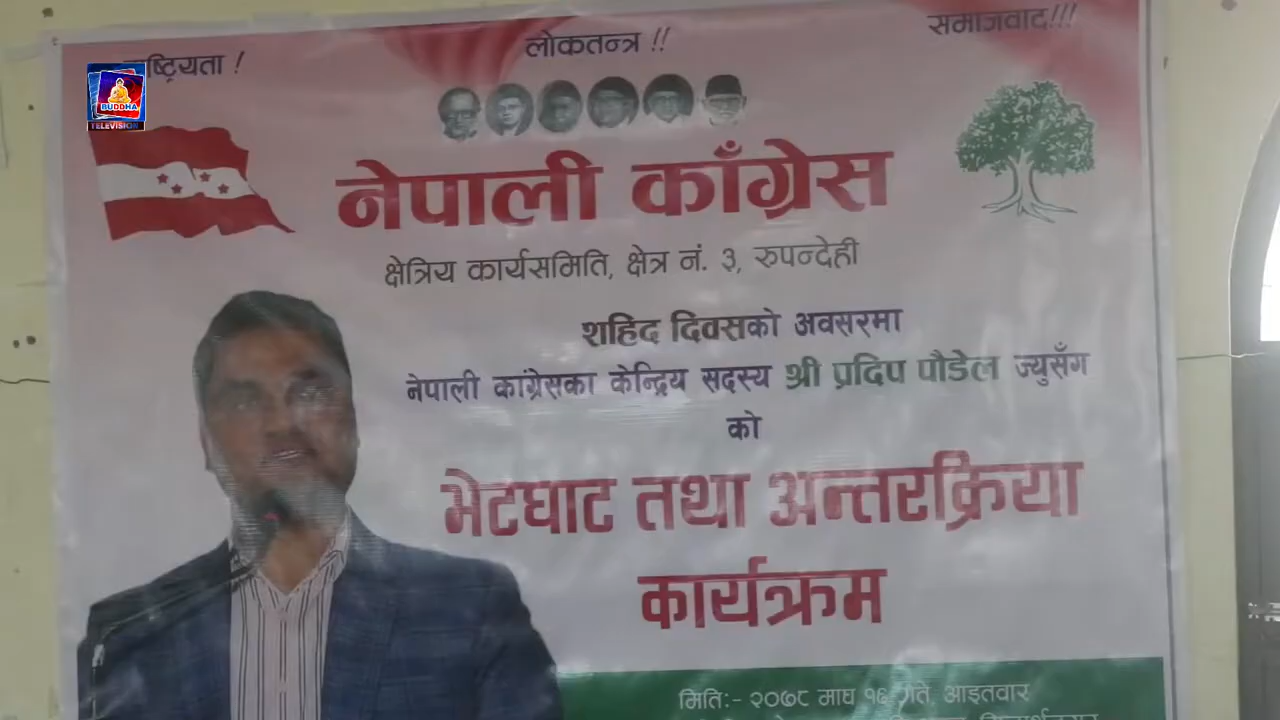 लोकतन्त्र !! समाजवाद!!!
BUDDHA
TELEVISION
नेपाली काँग्रेस
क्षेत्रिय कार्यसमिति, क्षेत्र नं. ३, रुपन्देही
शहिद दिवसको अवसरमा
नेपाली कांग्रेसका केन्द्रिय सदस्य श्री प्रदिप पौडेल ज्युसँग
को
भेटघाट तथा अन्तरक्रिया
कार्यक्रम
मिति:- २०७८ माघ १६ गते, आइतवार